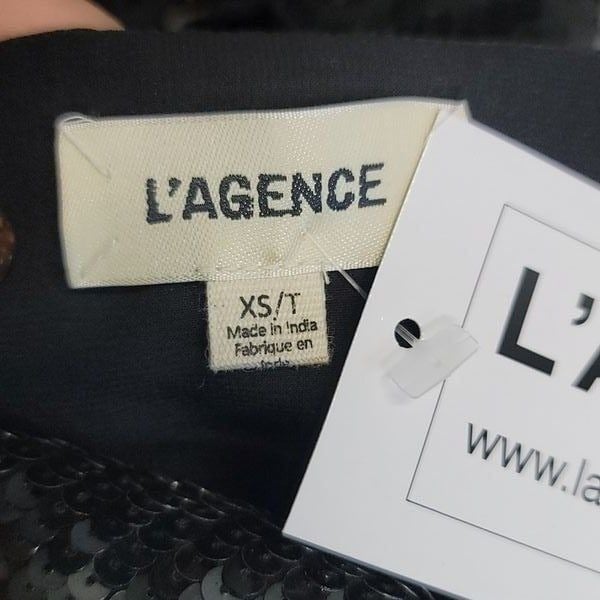 L'AGENCE
XS/T
Made in India
Fabrique en
L'A
www.la